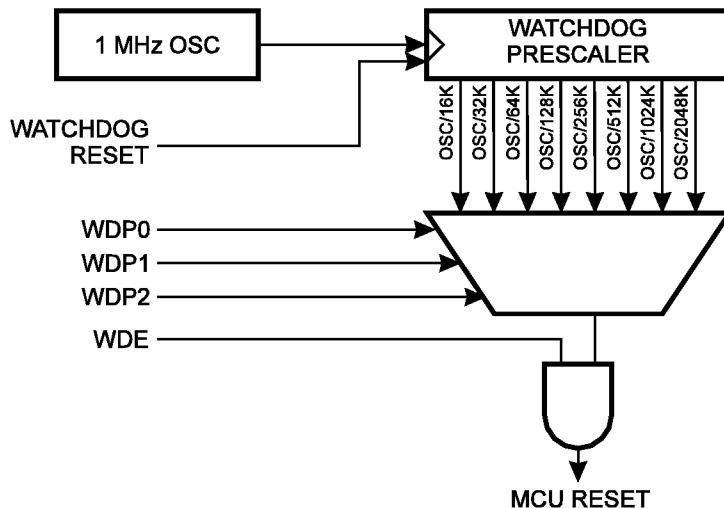 1 MHz OSC
WATCHDOG
PRESCALER
WATCHDOG
RESET
OSC/16K
OSC/32K
OSC/64K
OSC/128K
OSC/256K
OSC/512K
OSC/1024K
OSC/2048K
WDP0
WDP1
WDP2
WDE
MCU RESET